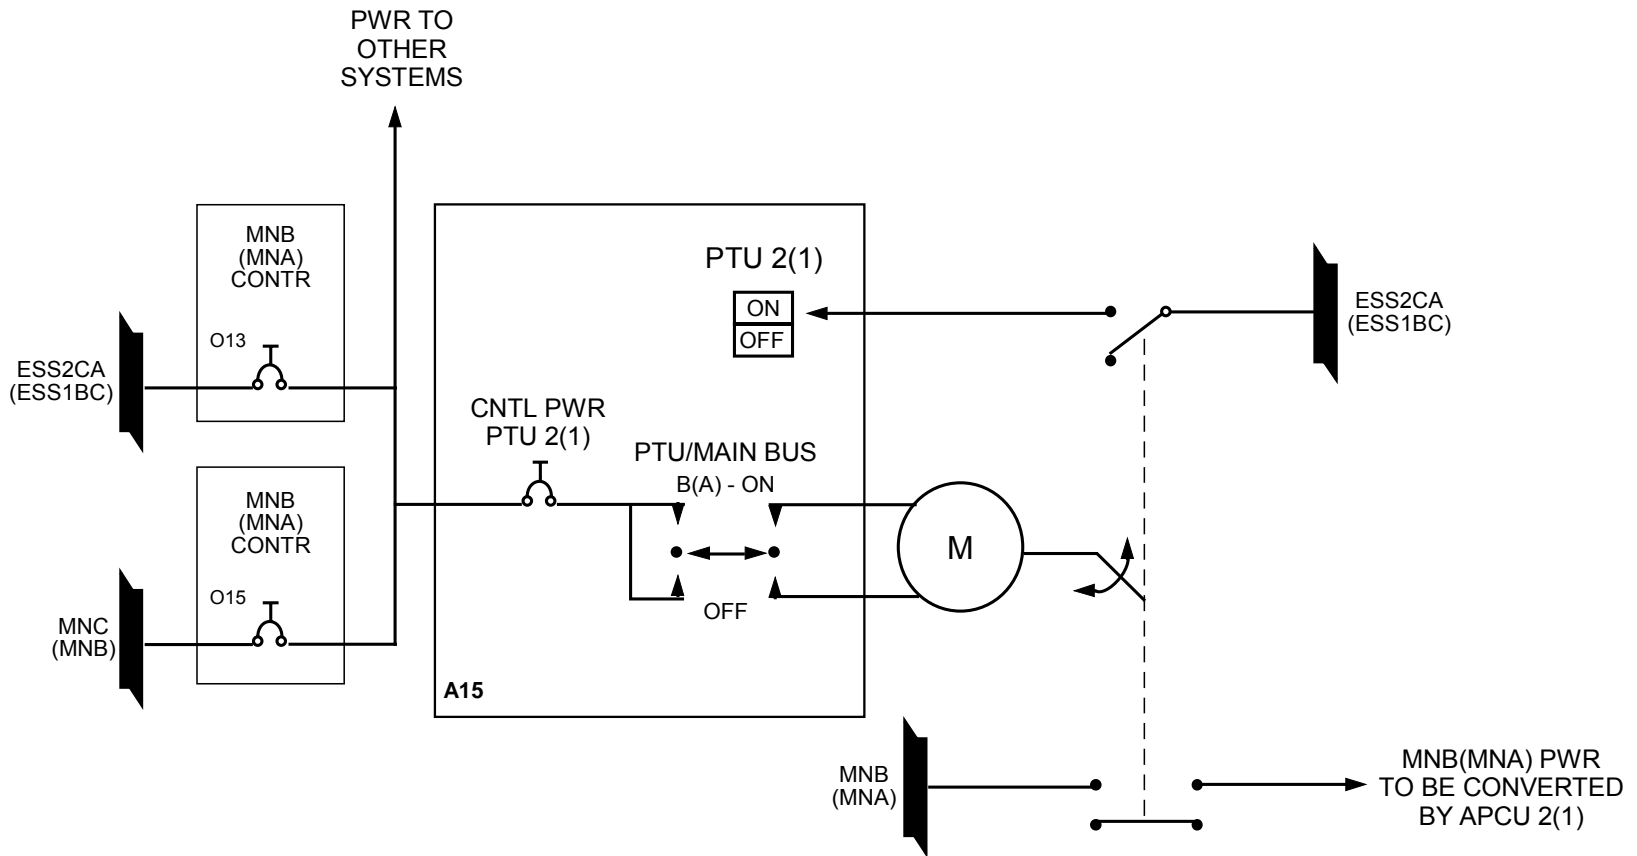 PWR TO
OTHER
SYSTEMS
MNB
(MNA)
CONTR
O13
ESS2CA
(ESS1BC)
MNB
(MNA)
CONTR
O15
MNC
(MNB)
PTU 2(1)
ON
OFF
CNTL PWR
PTU 2(1)
PTU/MAIN BUS
B(A) - ON
OFF
A15
M
ESS2CA
(ESS1BC)
MNB
(MNA)
MNB(MNA) PWR
TO BE CONVERTED
BY APCU 2(1)